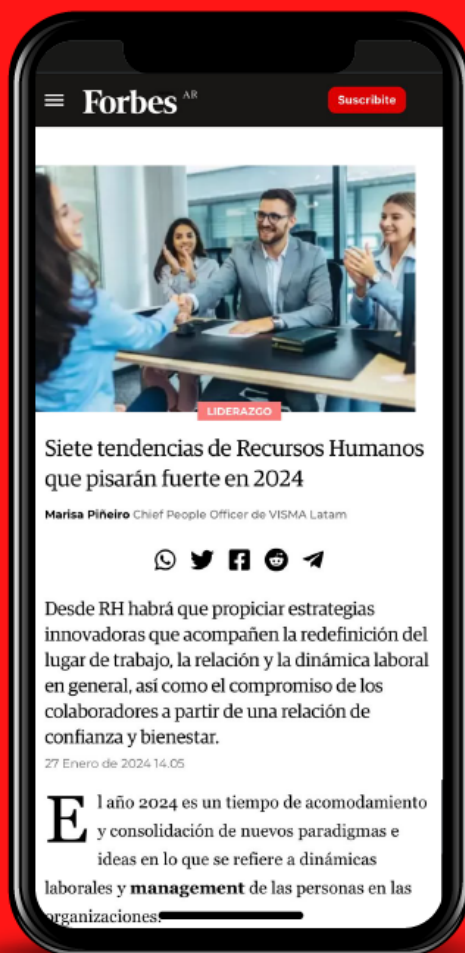 Forbes AR
Suscribite
LIDERAZGO
Siete tendencias de Recursos Humanos
que pisarán fuerte en 2024
Marisa Piñeiro Chief People Officer de VISMA Latam
Desde RH habrá que propiciar estrategias
innovadoras que acompañen la redefinición del
lugar de trabajo, la relación y la dinámica laboral
en general, así como el compromiso de los
colaboradores a partir de una relación de
confianza y bienestar.
27 Enero de 2024 14.05
El año 2024 es un tiempo de acomodamiento
y consolidación de nuevos paradigmas e
ideas en lo que se refiere a dinámicas
laborales y management de las personas en las
organizaciones.